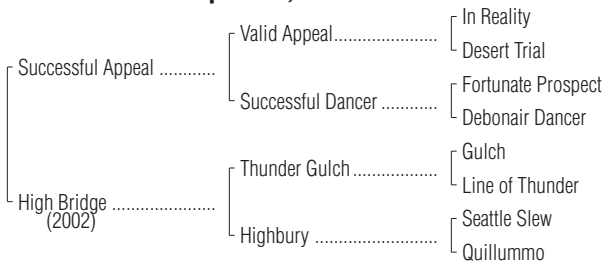 In Reality
Valid Appeal
Desert Trial
Successful Appeal
Fortunate Prospect
Successful Dancer
Debonair Dancer
Gulch
Thunder Gulch
Line of Thunder
High Bridge
(2002)
Seattle Slew
Highbury
Quillummo